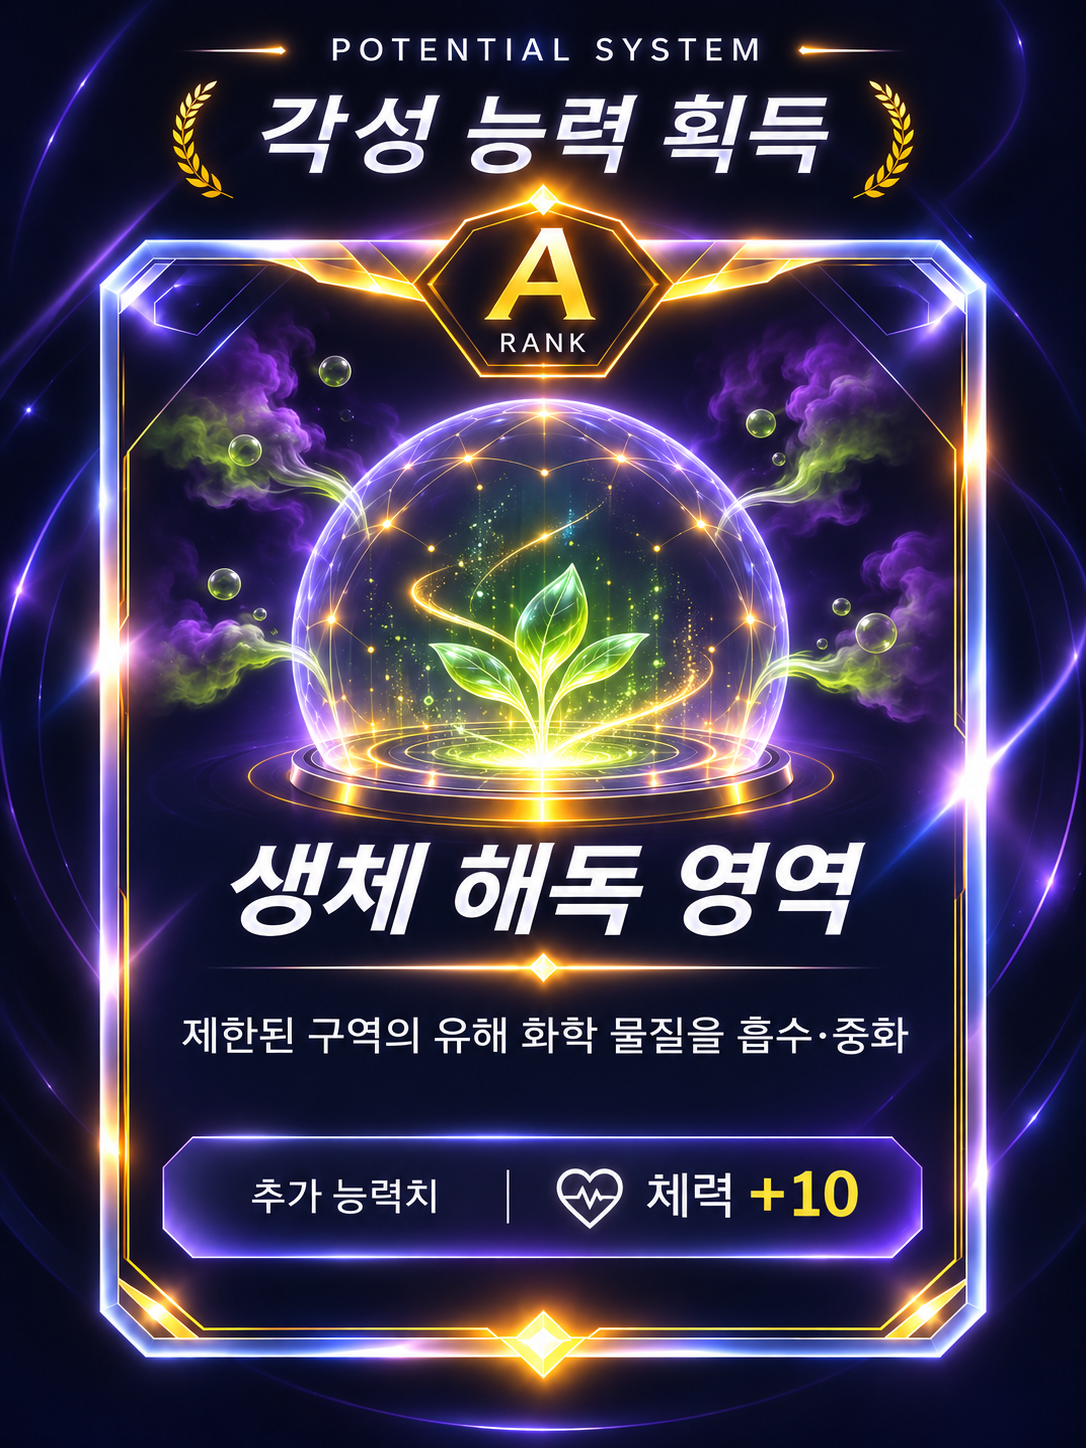 POTENTIAL SYSTEM
각성 능력 획득
A
RANK
생체 해독 영역
제한된 구역의 유해 화학 물질을 흡수·중화
추가 능력치 | 체력 +10